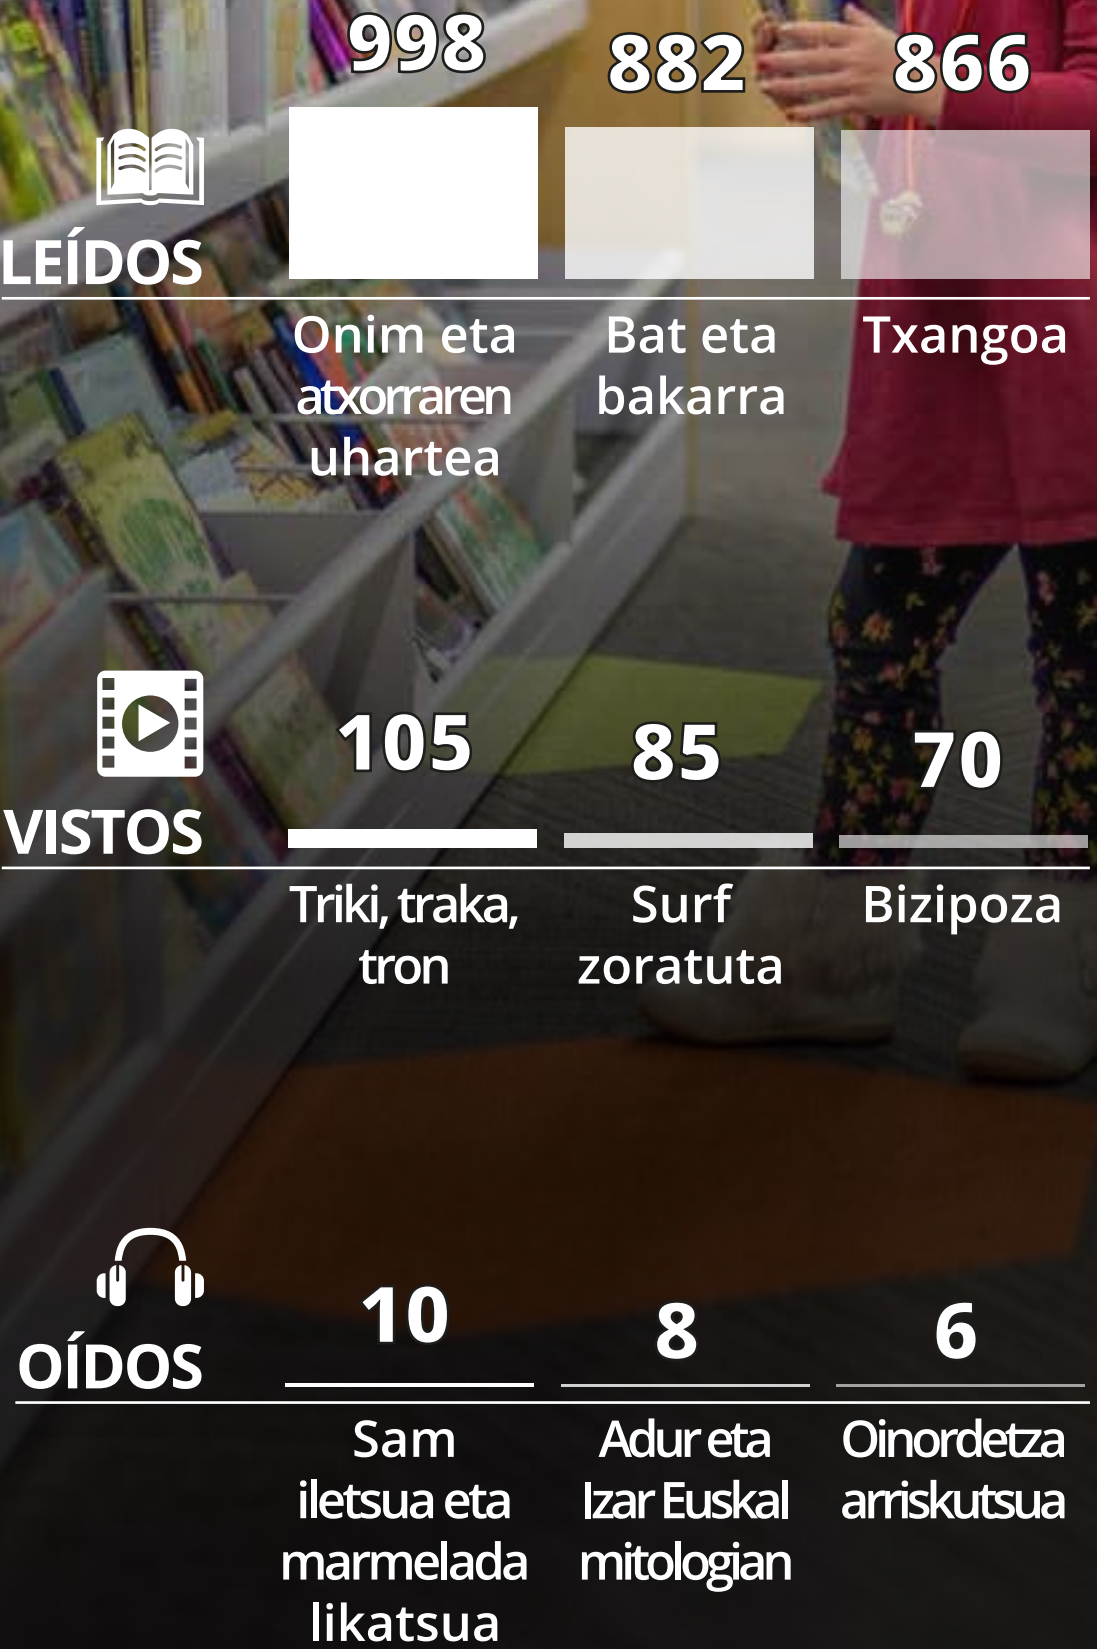 998
882
866
LEÍDOS
Onim eta
atxorraren
uhartea
Bat eta
bakarra
Txangoa
105
85
70
VISTOS
Triki, traka,
tron
Surf
zoratuta
Bizipoza
10
8
6
OÍDOS
Sam
iletsua eta
marmelada
likatsua
Adur eta
Izar Euskal
mitologian
Oinordetza
arriskutsua